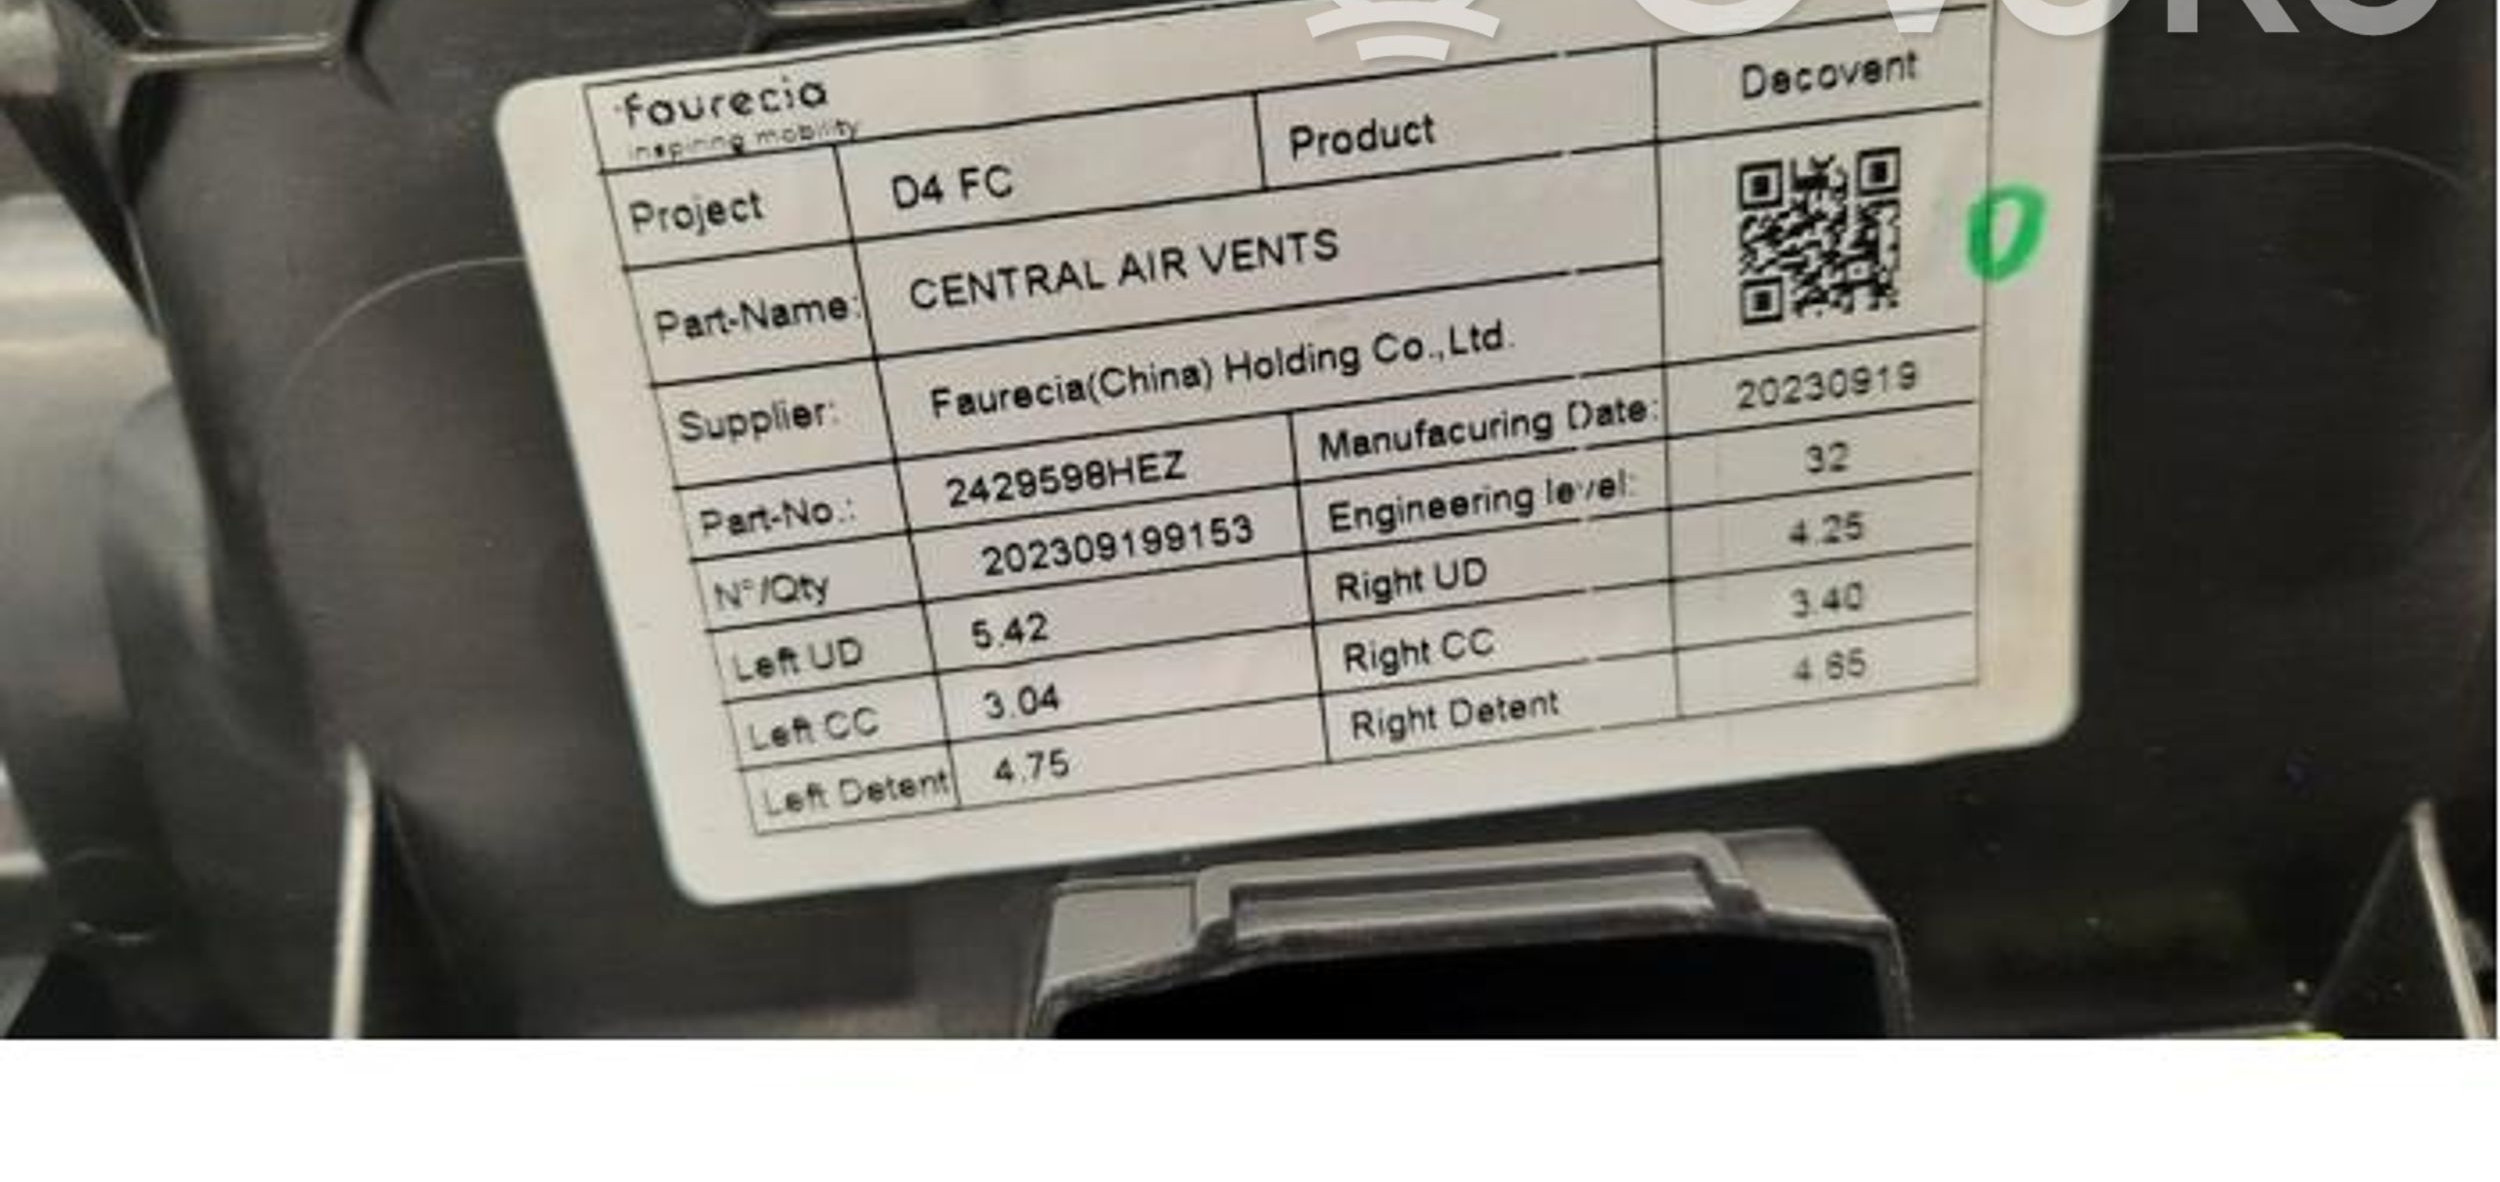 faurecia
inspiring mobility
Project D4 FC Product Decovent
Part-Name: CENTRAL AIR VENTS
Supplier: Faurecia(China) Holding Co.,Ltd.
Part-No.: 2429598HEZ Manufacuring Date: 20230919
N°/Qty 202309199153 Engineering level: 32
Left UD 5.42 Right UD 4.25
Left CC 3.04 Right CC 3.40
Left Detent 4.75 Right Detent 4.65
0